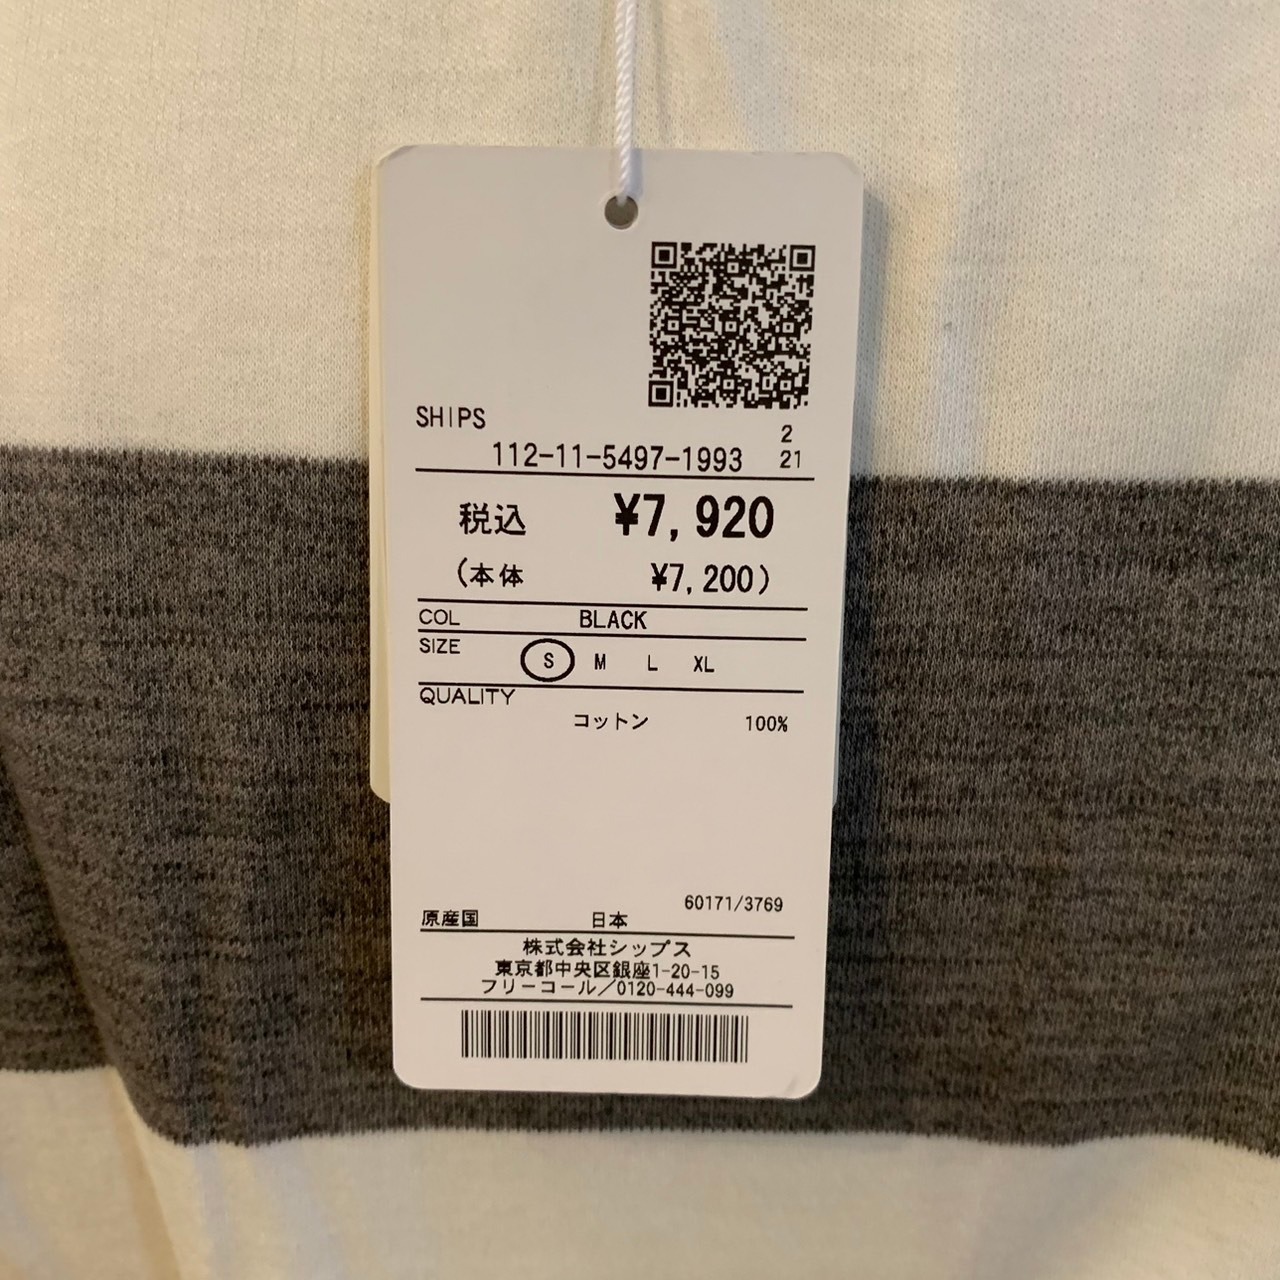 SHIPS
2
112-11-5497-1993 21
税込 ¥7,920
(本体 ¥7,200)
COL BLACK
SIZE S M L XL
QUALITY
コットン 100%
60171/3769
原産国 日本
株式会社シップス
東京都中央区銀座1-20-15
フリーコール/0120-444-099